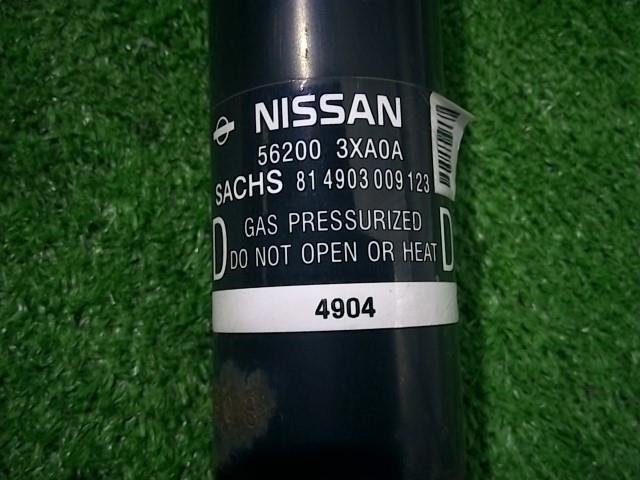 NISSAN
56200 3XA0A
SACHS 81 4903 009 123
D GAS PRESSURIZED D
DO NOT OPEN OR HEAT
4904